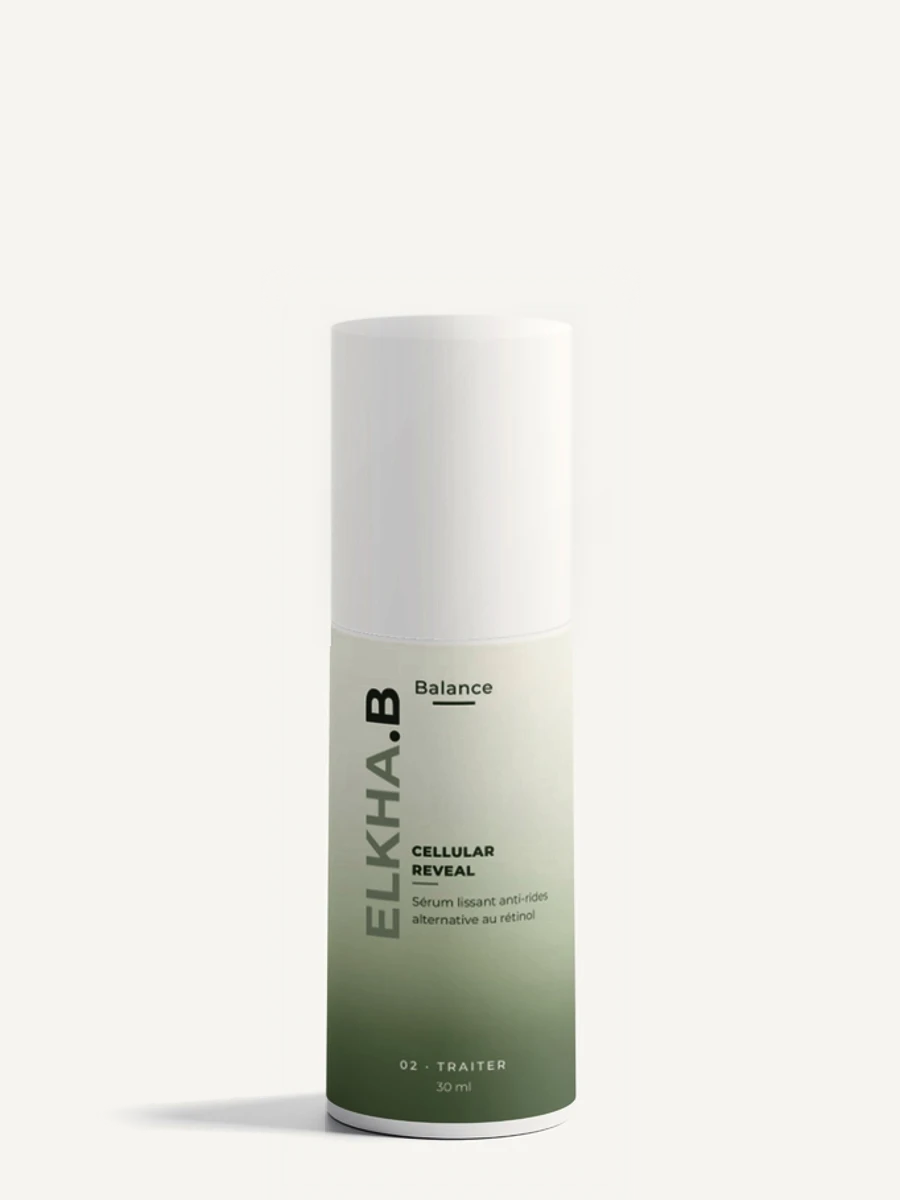 Balance
ELKHA.B
CELLULAR
REVEAL
Sérum lissant anti-rides
alternative au rétinol
02 · TRAITER
30 ml